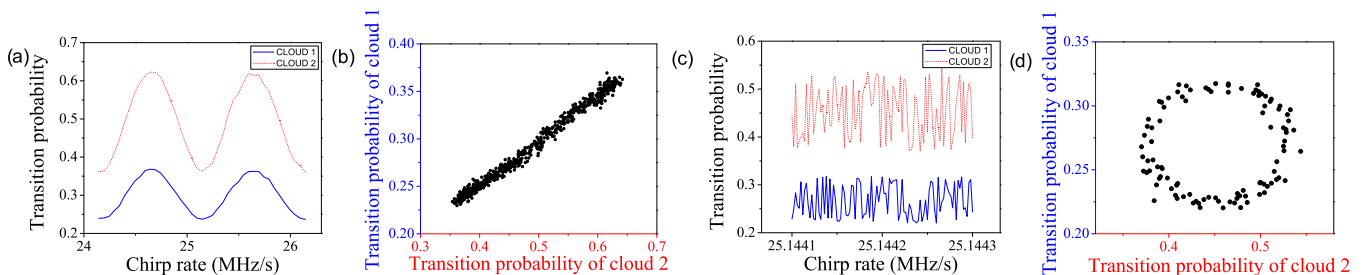 (a)
Transition probability
0.7
0.6
0.5
0.4
0.3
0.2
24
25
26
Chirp rate (MHz/s)
CLOUD 1
CLOUD 2
(b)
Transition probability of cloud 1
0.40
0.35
0.30
0.25
0.20
0.3
0.4
0.5
0.6
0.7
Transition probability of cloud 2
(c)
Transition probability
0.6
0.5
0.4
0.3
0.2
25.1441
25.1442
25.1443
Chirp rate (MHz/s)
CLOUD 1
CLOUD 2
(d)
Transition probability of cloud 1
0.35
0.30
0.25
0.20
0.4
0.5
Transition probability of cloud 2